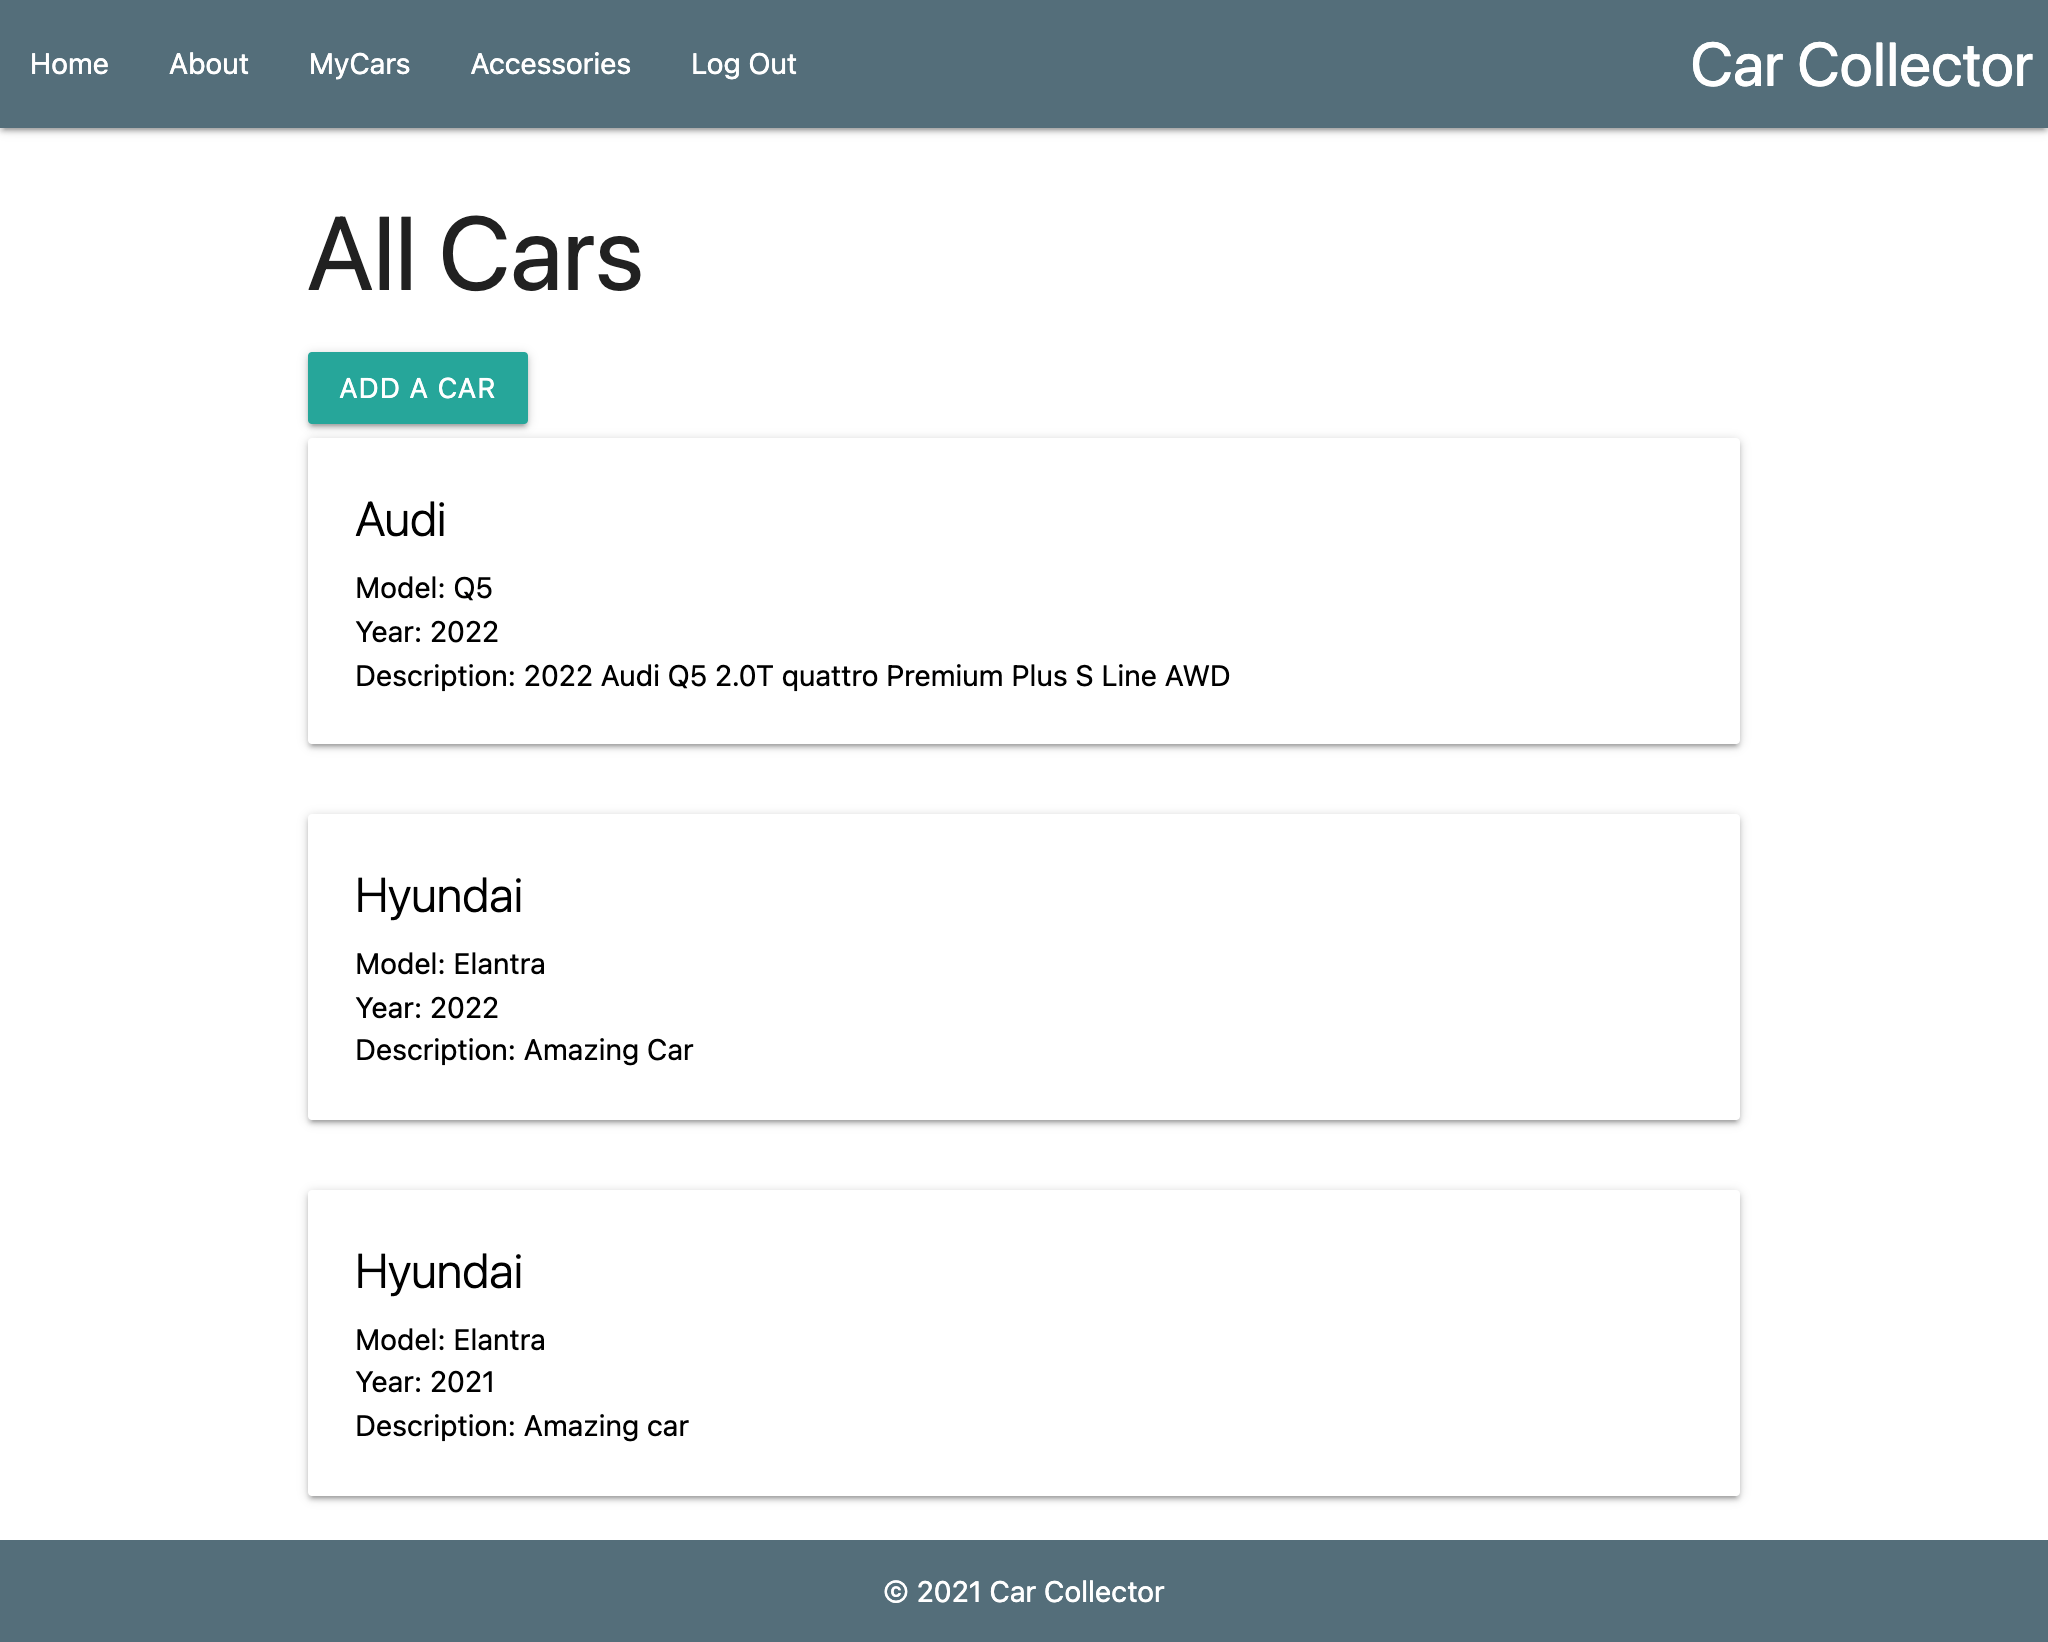 Home About MyCars Accessories Log Out Car Collector
All Cars
ADD A CAR
Audi
Model: Q5
Year: 2022
Description: 2022 Audi Q5 2.0T quattro Premium Plus S Line AWD
Hyundai
Model: Elantra
Year: 2022
Description: Amazing Car
Hyundai
Model: Elantra
Year: 2021
Description: Amazing car
© 2021 Car Collector